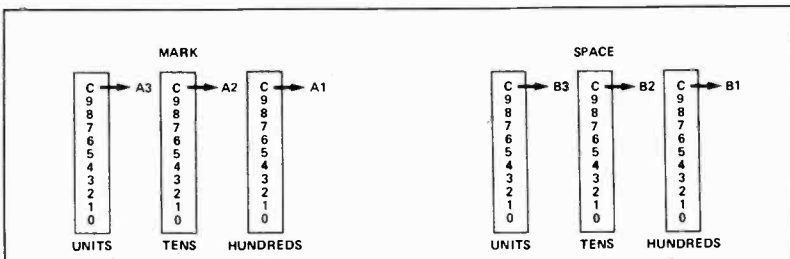 MARK SPACE
C A3 C A2 C A1 C B3 C B2 C B1
9 9 9 9 9 9
8 8 8 8 8 8
7 7 7 7 7 7
6 6 6 6 6 6
5 5 5 5 5 5
4 4 4 4 4 4
3 3 3 3 3 3
2 2 2 2 2 2
1 1 1 1 1 1
0 0 0 0 0 0
UNITS TENS HUNDREDS UNITS TENS HUNDREDS